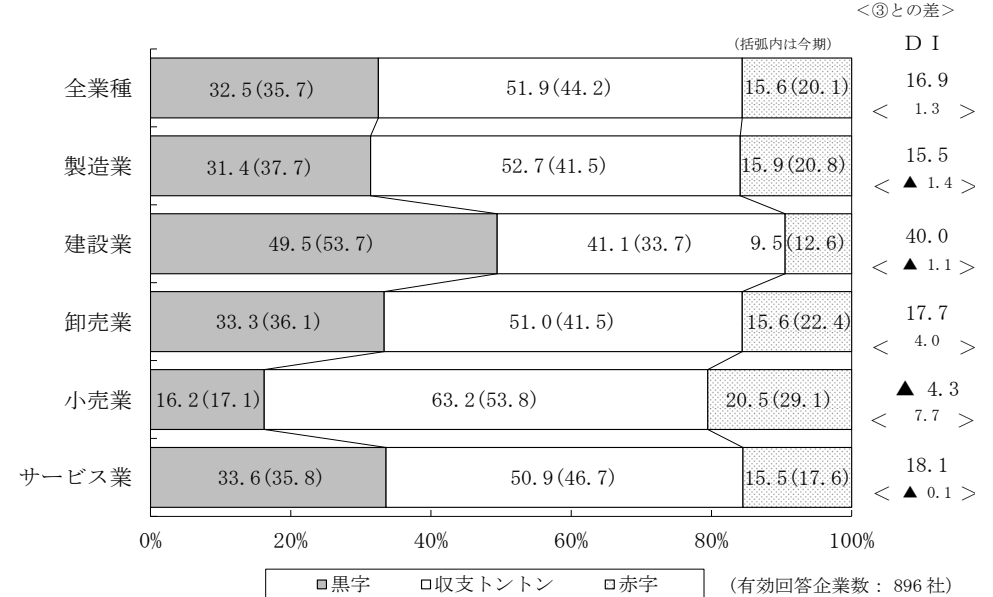 ＜③との差＞
(括弧内は今期)
ＤＩ
全業種 32.5(35.7) 51.9(44.2) 15.6(20.1) 16.9
＜ 1.3 ＞
製造業 31.4(37.7) 52.7(41.5) 15.9(20.8) 15.5
＜ ▲ 1.4 ＞
建設業 49.5(53.7) 41.1(33.7) 9.5(12.6) 40.0
＜ ▲ 1.1 ＞
卸売業 33.3(36.1) 51.0(41.5) 15.6(22.4) 17.7
＜ 4.0 ＞
小売業 16.2(17.1) 63.2(53.8) 20.5(29.1) ▲ 4.3
＜ 7.7 ＞
サービス業 33.6(35.8) 50.9(46.7) 15.5(17.6) 18.1
＜ ▲ 0.1 ＞
0% 20% 40% 60% 80% 100%
黒字 収支トントン 赤字
(有効回答企業数：896社)